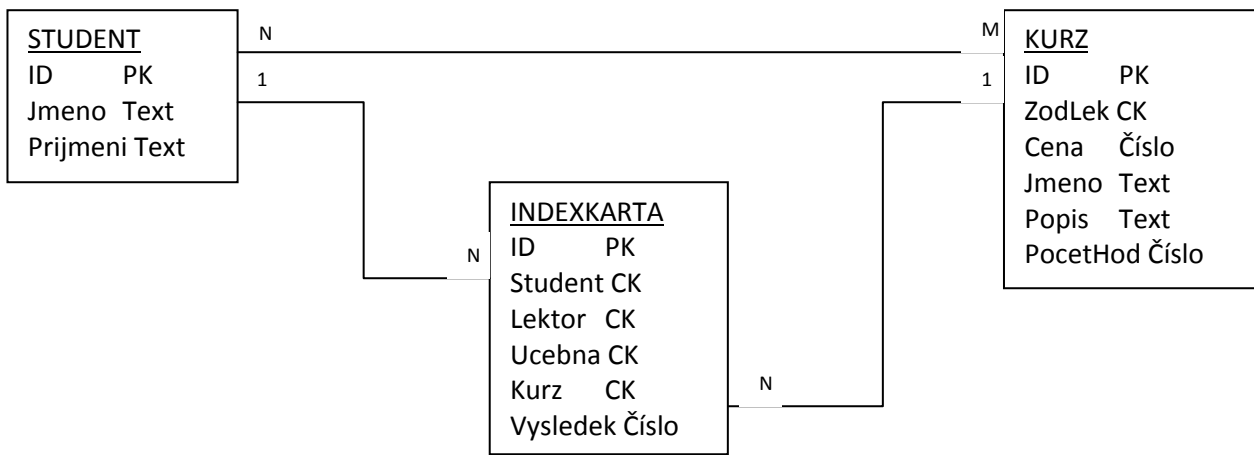 STUDENT
ID PK
Jmeno Text
Prijmeni Text
N
1
M
1
KURZ
ID PK
ZodLek CK
Cena Číslo
Jmeno Text
Popis Text
PocetHod Číslo
N
INDEXKARTA
ID PK
Student CK
Lektor CK
Ucebna CK
Kurz CK
Vysledek Číslo
N